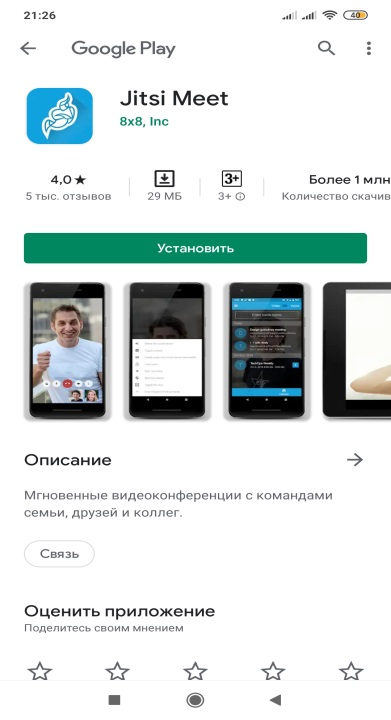 21:26
40
Google Play
Jitsi Meet
8x8, Inc
4,0★
5 тыс. отзывов
29 МБ
3+
3+
Более 1 млн
Количество скачив
Установить
Описание
Мгновенные видеоконференции с командами
семьи, друзей и коллег.
Связь
Оценить приложение
Поделитесь своим мнением